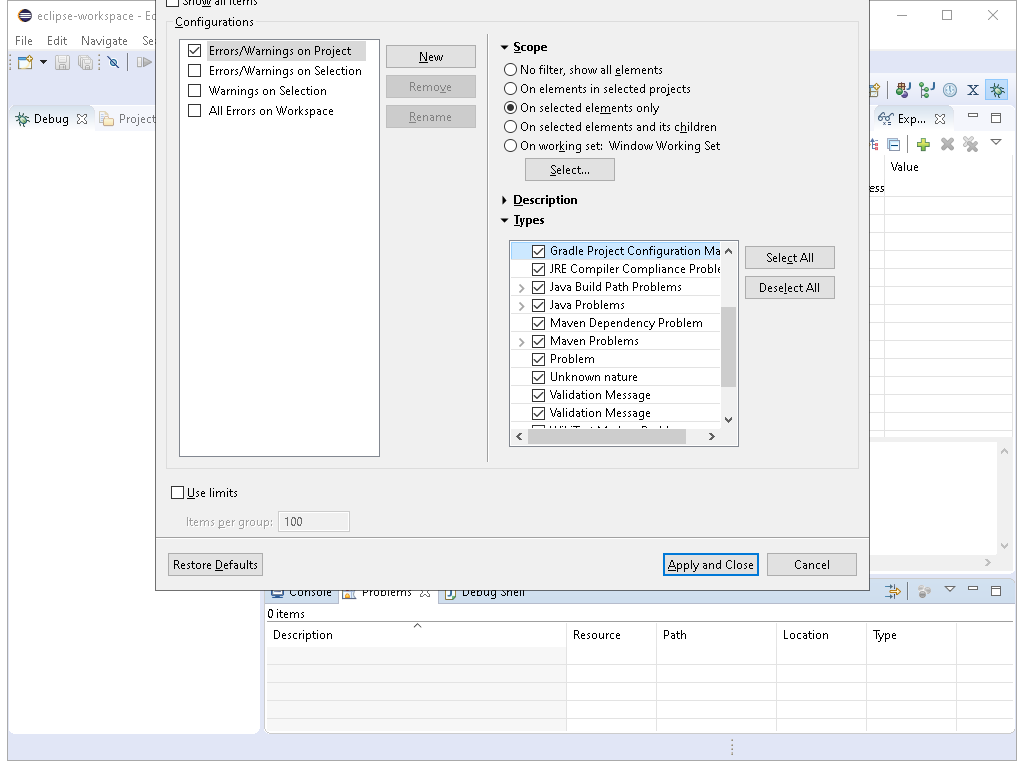 eclipse-workspace - Ec
Show all items
File Edit Navigate Se
Configurations
Errors/Warnings on Project
Errors/Warnings on Selection
Warnings on Selection
All Errors on Workspace
New
Remove
Rename
Scope
No filter, show all elements
On elements in selected projects
On selected elements only
On selected elements and its children
On working set: Window Working Set
Select...
Description
Types
Gradle Project Configuration Ma
JRE Compiler Compliance Proble
Java Build Path Problems
Java Problems
Maven Dependency Problem
Maven Problems
Problem
Unknown nature
Validation Message
Validation Message
Select All
Deselect All
Debug
Project
Exp...
Value
ess
Use limits
Items per group: 100
Restore Defaults
Apply and Close
Cancel
Console Problems Debug Shell
0 items
Description Resource Path Location Type